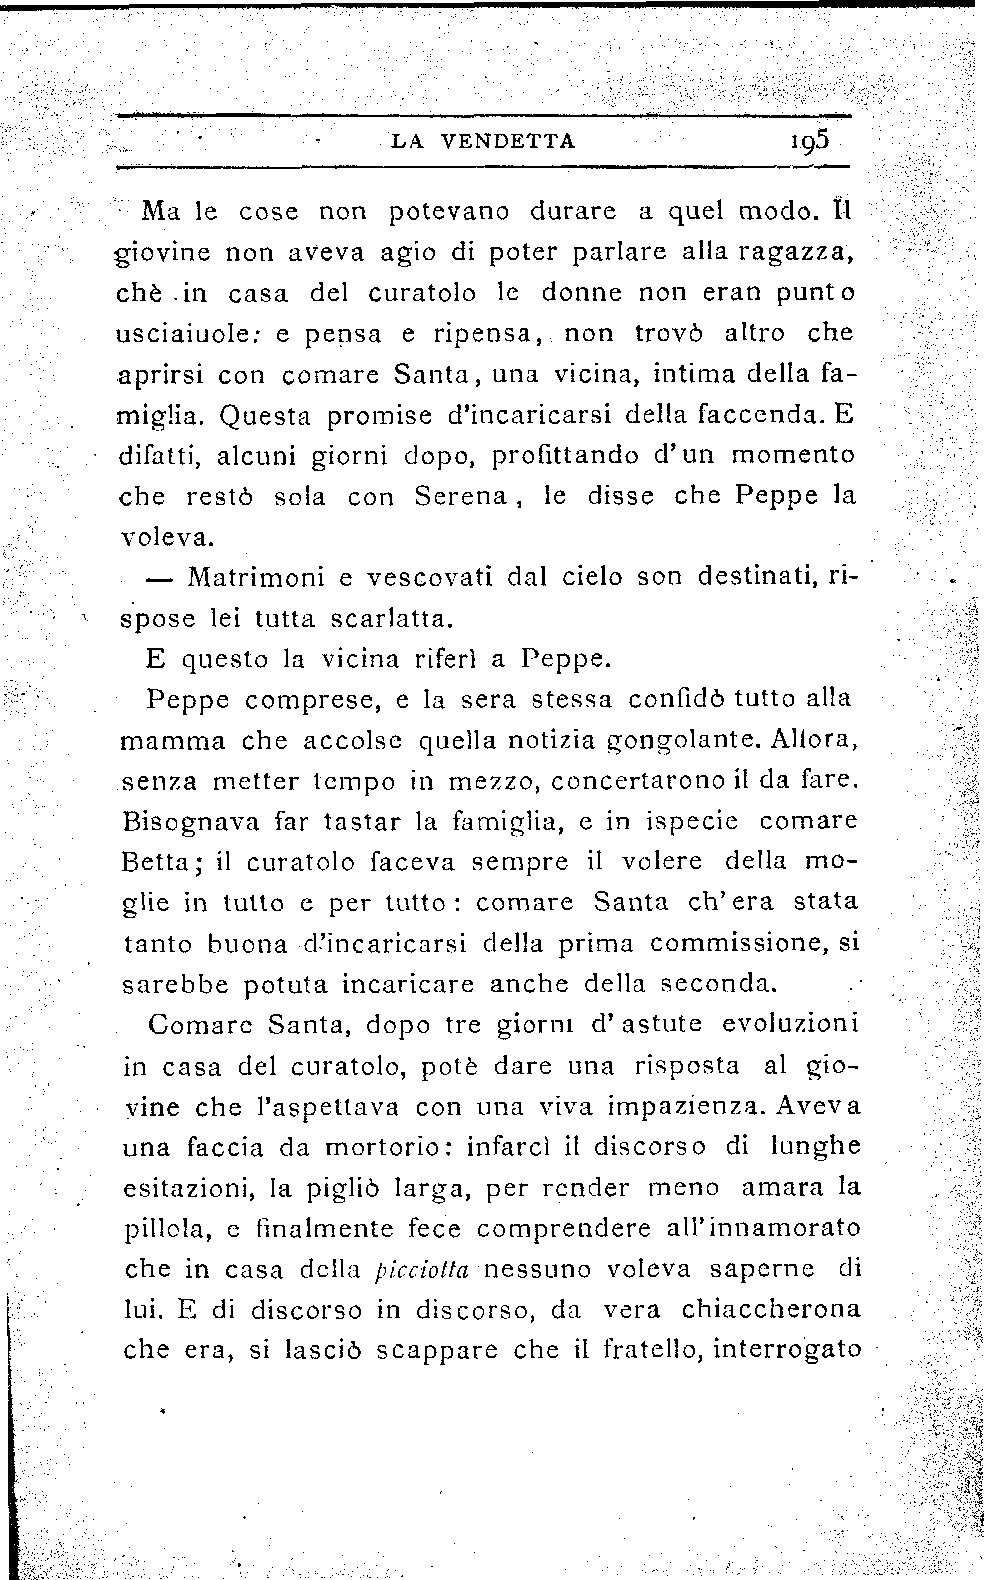 LA VENDETTA 195
Ma le cose non potevano durare a quel modo. Il
giovine non aveva agio di poter parlare alla ragazza,
chè in casa del curatolo le donne non eran punto
usciaiuole: e pensa e ripensa, non trovò altro che
aprirsi con comare Santa, una vicina, intima della fa-
miglia. Questa promise d'incaricarsi della faccenda. E
difatti, alcuni giorni dopo, profittando d'un momento
che restò sola con Serena, le disse che Peppe la
voleva.
— Matrimoni e vescovati dal cielo son destinati, ri-
spose lei tutta scarlatta.
E questo la vicina riferì a Peppe.
Peppe comprese, e la sera stessa confidò tutto alla
mamma che accolse quella notizia gongolante. Allora,
senza metter tempo in mezzo, concertarono il da fare.
Bisognava far tastar la famiglia, e in ispecie comare
Betta; il curatolo faceva sempre il volere della mo-
glie in tutto e per tutto: comare Santa ch'era stata
tanto buona d'incaricarsi della prima commissione, si
sarebbe potuta incaricare anche della seconda.
Comare Santa, dopo tre giorni d'astute evoluzioni
in casa del curatolo, potè dare una risposta al gio-
vine che l'aspettava con una viva impazienza. Aveva
una faccia da mortorio: infarcì il discorso di lunghe
esitazioni, la pigliò larga, per render meno amara la
pillola, e finalmente fece comprendere all'innamorato
che in casa della picciotta nessuno voleva saperne di
lui. E di discorso in discorso, da vera chiaccherona
che era, si lasciò scappare che il fratello, interrogato